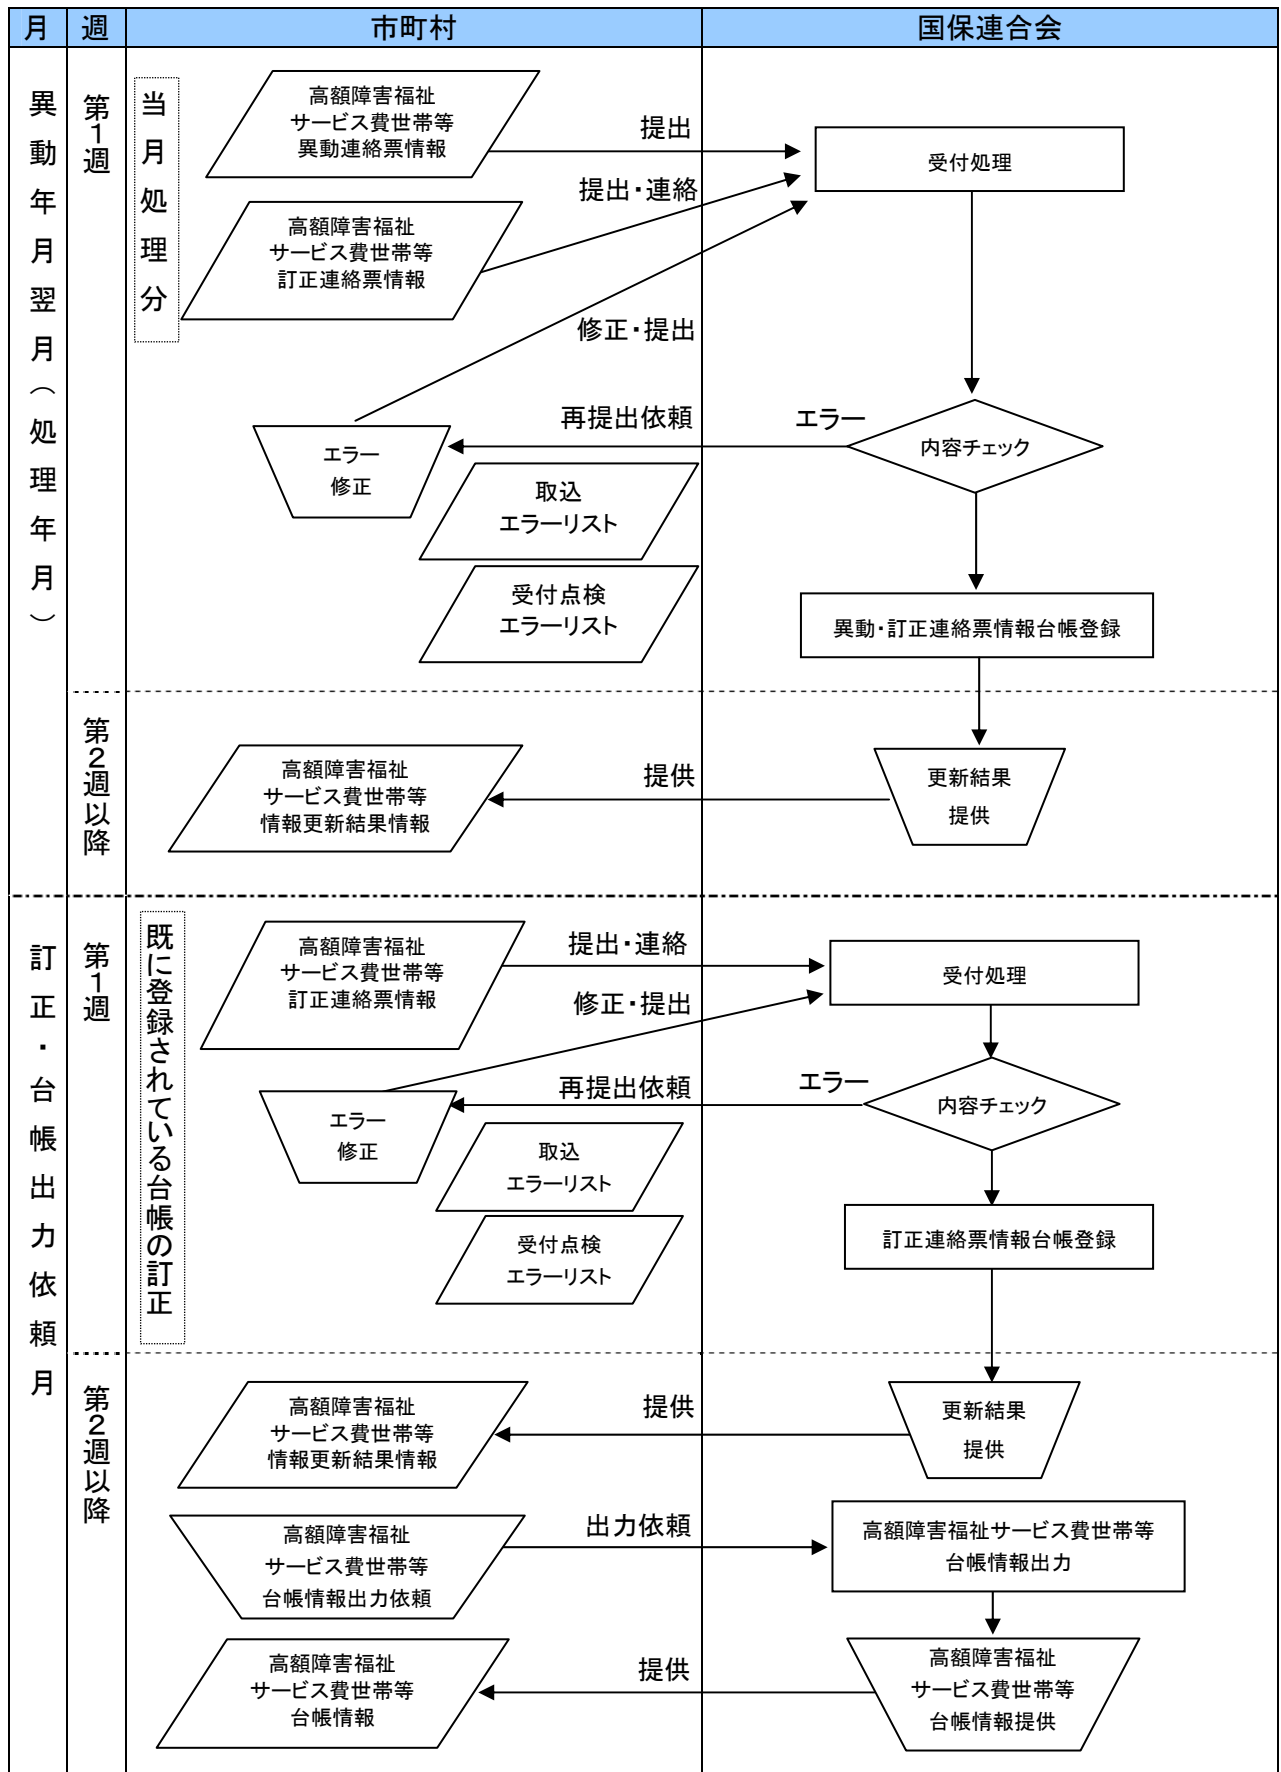 月
週
市町村
国保連合会
異動年月翌月（処理年月）
第1週
当月処理分
高額障害福祉
サービス費世帯等
異動連絡票情報
提出
受付処理
高額障害福祉
サービス費世帯等
訂正連絡票情報
提出・連絡
修正・提出
エラー
修正
再提出依頼
エラー
内容チェック
取込
エラーリスト
受付点検
エラーリスト
異動・訂正連絡票情報台帳登録
第2週以降
高額障害福祉
サービス費世帯等
情報更新結果情報
提供
更新結果
提供
訂正・台帳出力依頼月
第1週
既に登録されている台帳の訂正
高額障害福祉
サービス費世帯等
訂正連絡票情報
提出・連絡
受付処理
修正・提出
エラー
修正
再提出依頼
エラー
内容チェック
取込
エラーリスト
受付点検
エラーリスト
訂正連絡票情報台帳登録
第2週以降
高額障害福祉
サービス費世帯等
情報更新結果情報
提供
更新結果
提供
高額障害福祉
サービス費世帯等
台帳情報出力依頼
出力依頼
高額障害福祉サービス費世帯等
台帳情報出力
高額障害福祉
サービス費世帯等
台帳情報
提供
高額障害福祉
サービス費世帯等
台帳情報提供